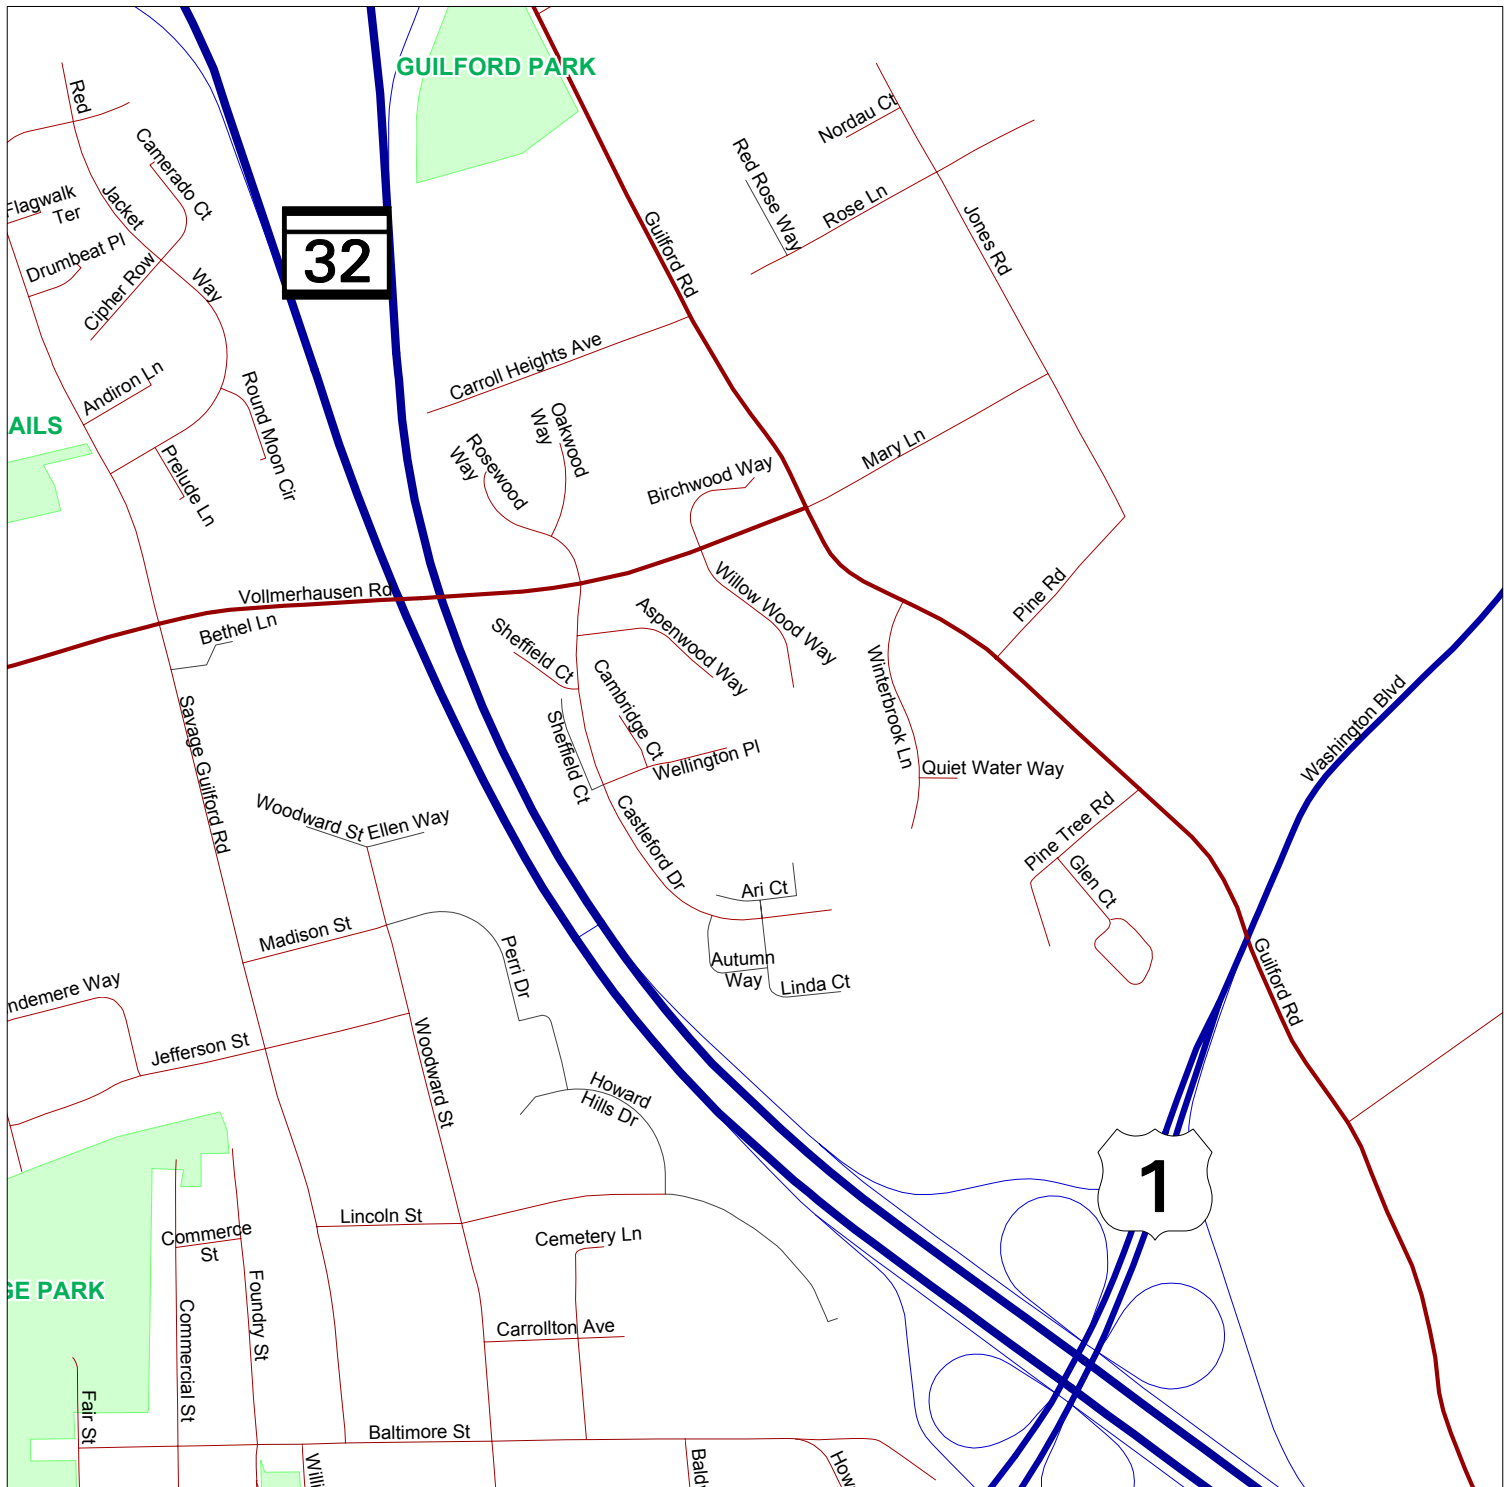 GUILFORD PARK
Red
Jacket
Way
Camerado Ct
Flagwalk
Ter
Drumbeat Pl
Cipher Row
32
Nordau Ct
Red Rose Way
Rose Ln
Jones Rd
Guilford Rd
Carroll Heights Ave
Andiron Ln
Round Moon Cir
AILS
Prelude Ln
Rosewood
Way
Oakwood
Way
Birchwood Way
Mary Ln
Vollmerhausen Rd
Bethel Ln
Willow Wood Way
Pine Rd
Sheffield Ct
Aspenwood Way
Cambridge Ct
Sheffield Ct
Wellington Pl
Winterbrook Ln
Quiet Water Way
Washington Blvd
Savage Guilford Rd
Woodward St
Ellen Way
Castleford Dr
Pine Tree Rd
Glen Ct
Ari Ct
Madison St
Perri Dr
Autumn
Way
Linda Ct
Guilford Rd
ndemere Way
Jefferson St
Woodward St
Howard
Hills Dr
1
Lincoln St
Commerce
St
Cemetery Ln
GE PARK
Foundry St
Commercial St
Carrollton Ave
Fair St
Baltimore St
Willi
Baldw
How